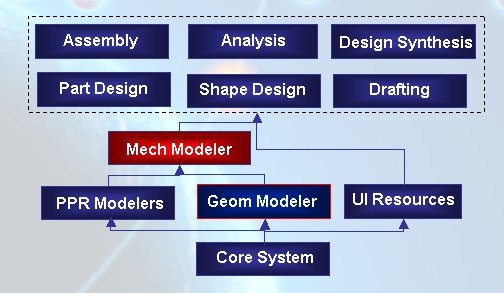 Assembly
Analysis
Design Synthesis
Part Design
Shape Design
Drafting
Mech Modeler
PPR Modelers
Geom Modeler
UI Resources
Core System